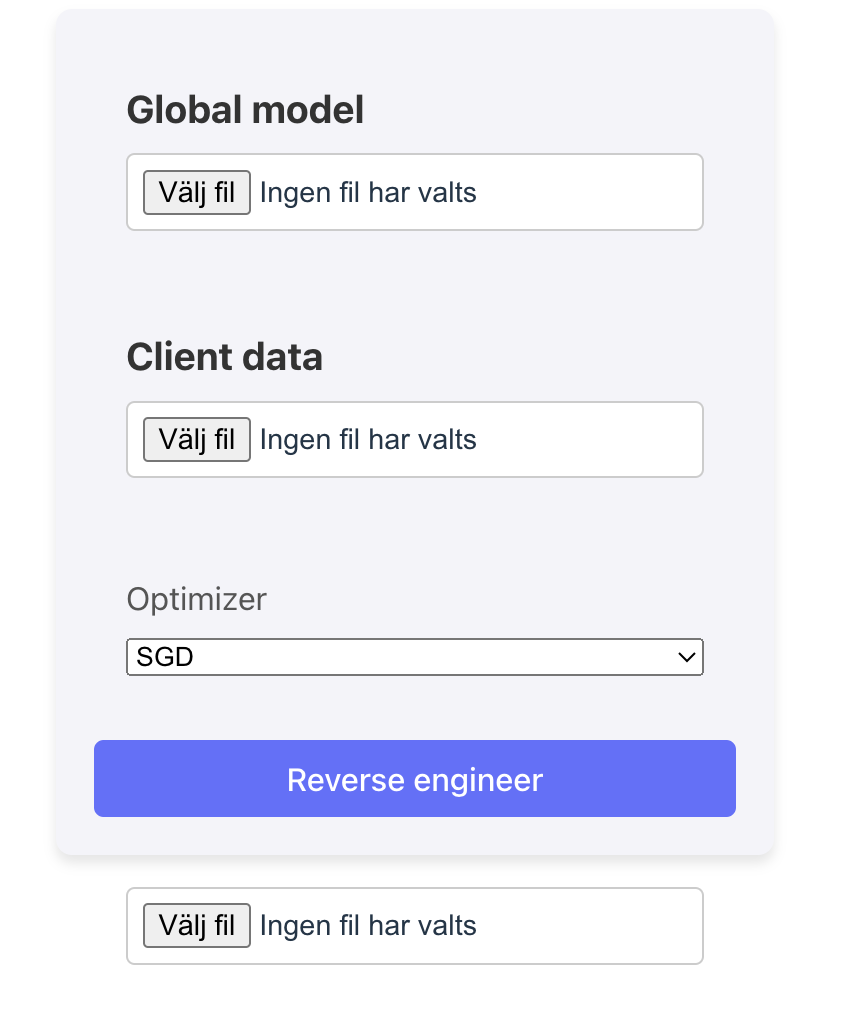 Global model
Välj fil Ingen fil har valts
Client data
Välj fil Ingen fil har valts
Optimizer
SGD
Reverse engineer
Välj fil Ingen fil har valts